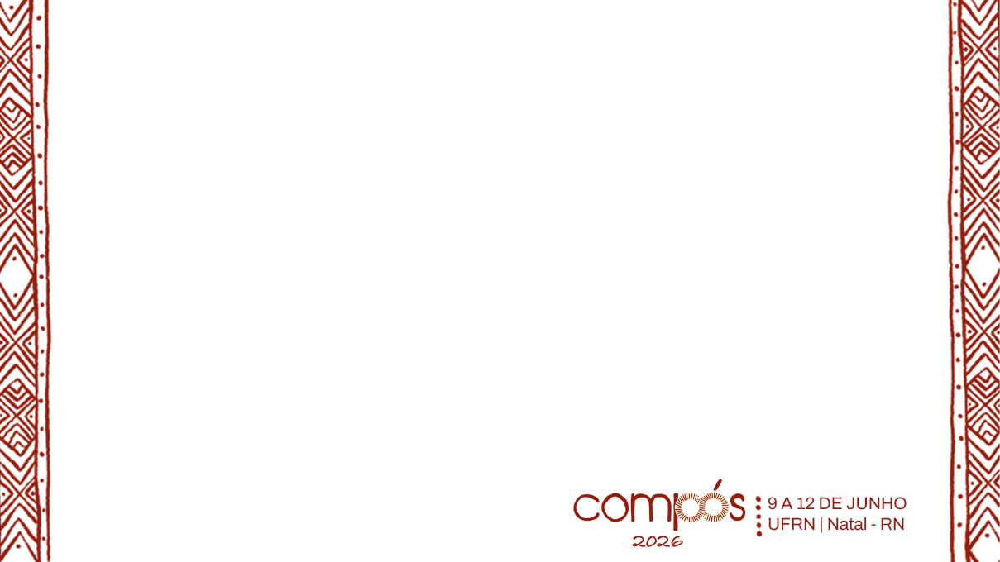 compós
2026
9 A 12 DE JUNHO
UFRN | Natal - RN